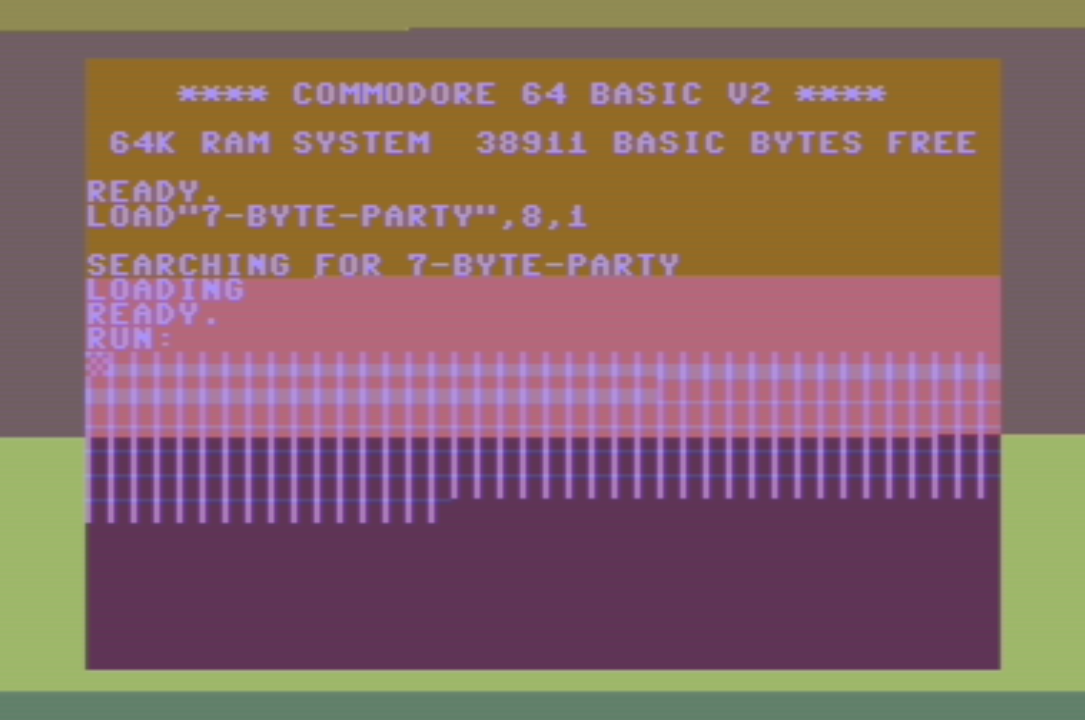 **** COMMODORE 64 BASIC V2 ****
64K RAM SYSTEM  38911 BASIC BYTES FREE
READY.
LOAD"7-BYTE-PARTY",8,1
SEARCHING FOR 7-BYTE-PARTY
LOADING
READY.
RUN: